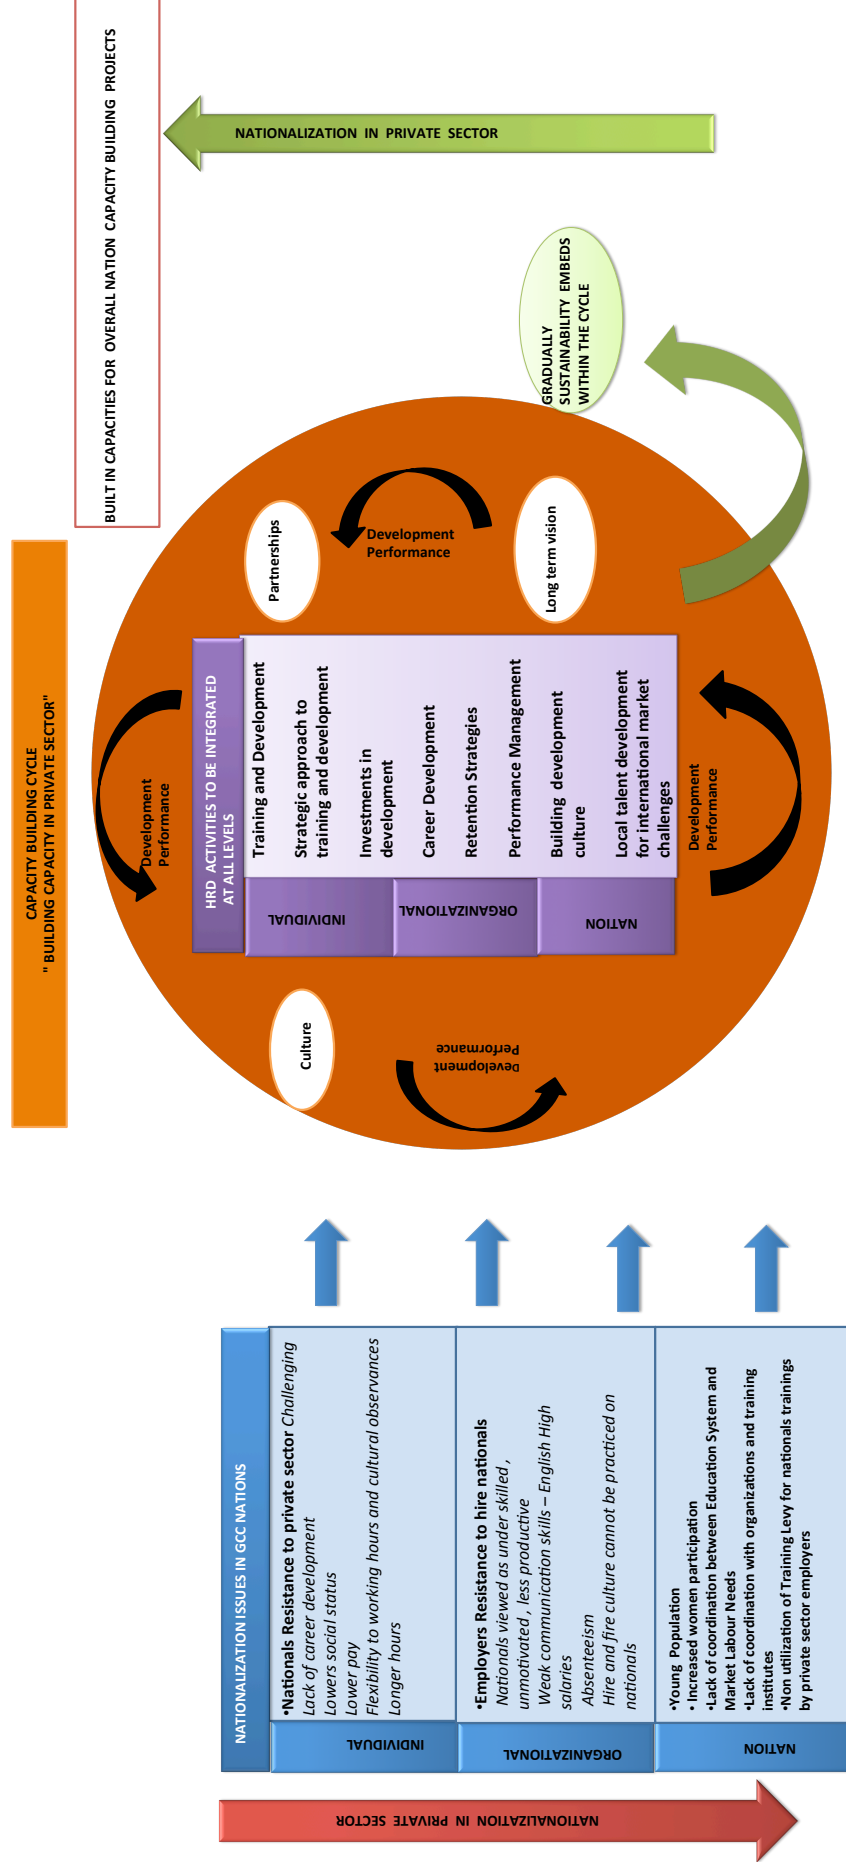 CAPACITY BUILDING CYCLE
" BUILDING CAPACITY IN PRIVATE SECTOR"
BUILT IN CAPACITIES FOR OVERALL NATION CAPACITY BUILDING PROJECTS
NATIONALIZATION IN PRIVATE SECTOR
NATIONALIZATION ISSUES IN GCC NATIONS
INDIVIDUAL
•Nationals Resistance to private sector Challenging
Lack of career development
Lowers social status
Lower pay
Flexibility to working hours and cultural observances
Longer hours
ORGANIZATIONAL
•Employers Resistance to hire nationals
Nationals viewed as under skilled ,
unmotivated , less productive
Weak communication skills – English High
salaries
Absenteeism
Hire and fire culture cannot be practiced on
nationals
NATION
•Young Population
• Increased women participation
•Lack of coordination between Education System and
Market Labour Needs
•Lack of coordination with organizations and training
institutes
•Non utilization of Training Levy for nationals trainings
by private sector employers
Culture
Development
Performance
Development
Performance
HRD ACTIVITIES TO BE INTEGRATED
AT ALL LEVELS
INDIVIDUAL
ORGANIZATIONAL
NATION
Training and Development
Strategic approach to
training and development
Investments in
development
Career Development
Retention Strategies
Performance Management
Building development
culture
Local talent development
for international market
challenges
Development
Performance
Partnerships
Development
Performance
Long term vision
GRADUALLY
SUSTAINABILITY EMBEDS
WITHIN THE CYCLE
NATIONALIZATION IN PRIVATE SECTOR